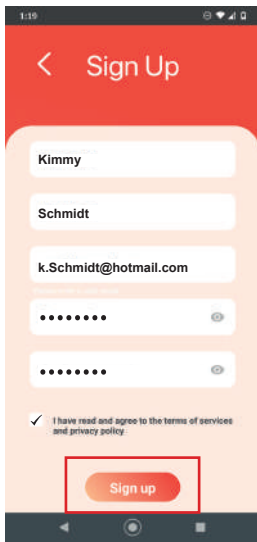 1:19
Sign Up
Kimmy
Schmidt
k.Schmidt@hotmail.com
••••••••
••••••••
✓ I have read and agree to the terms of services
and privacy policy
Sign up